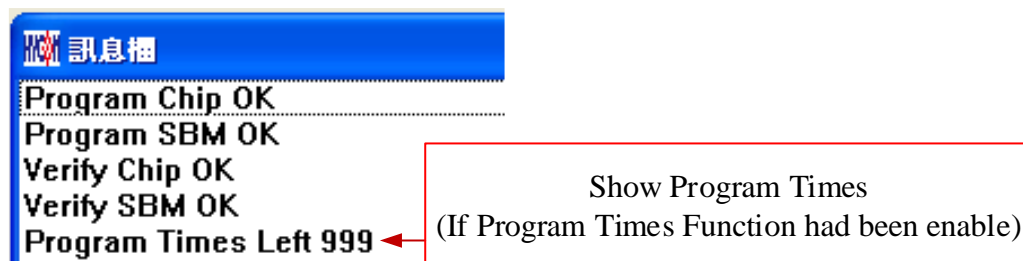 訊息欄
Program Chip OK
Program SBM OK
Verify Chip OK
Verify SBM OK
Program Times Left 999
Show Program Times
(If Program Times Function had been enable)